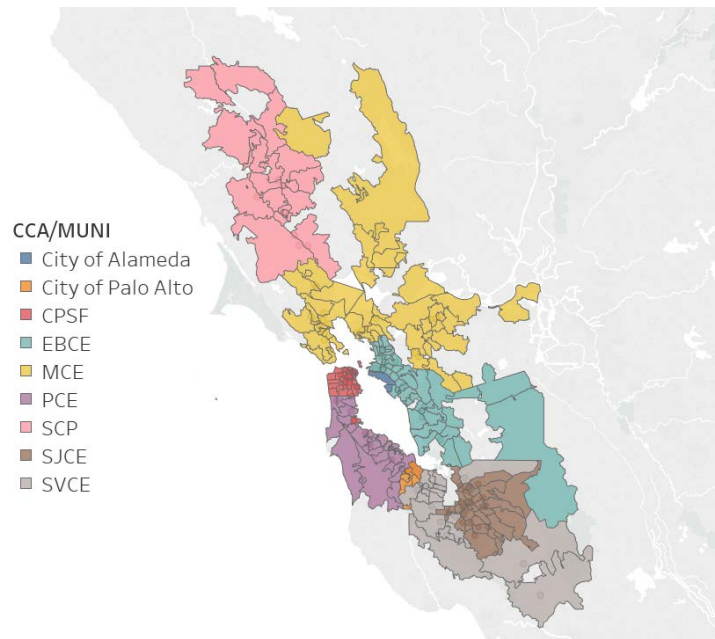 CCA/MUNI
City of Alameda
City of Palo Alto
CPSF
EBCE
MCE
PCE
SCP
SJCE
SVCE